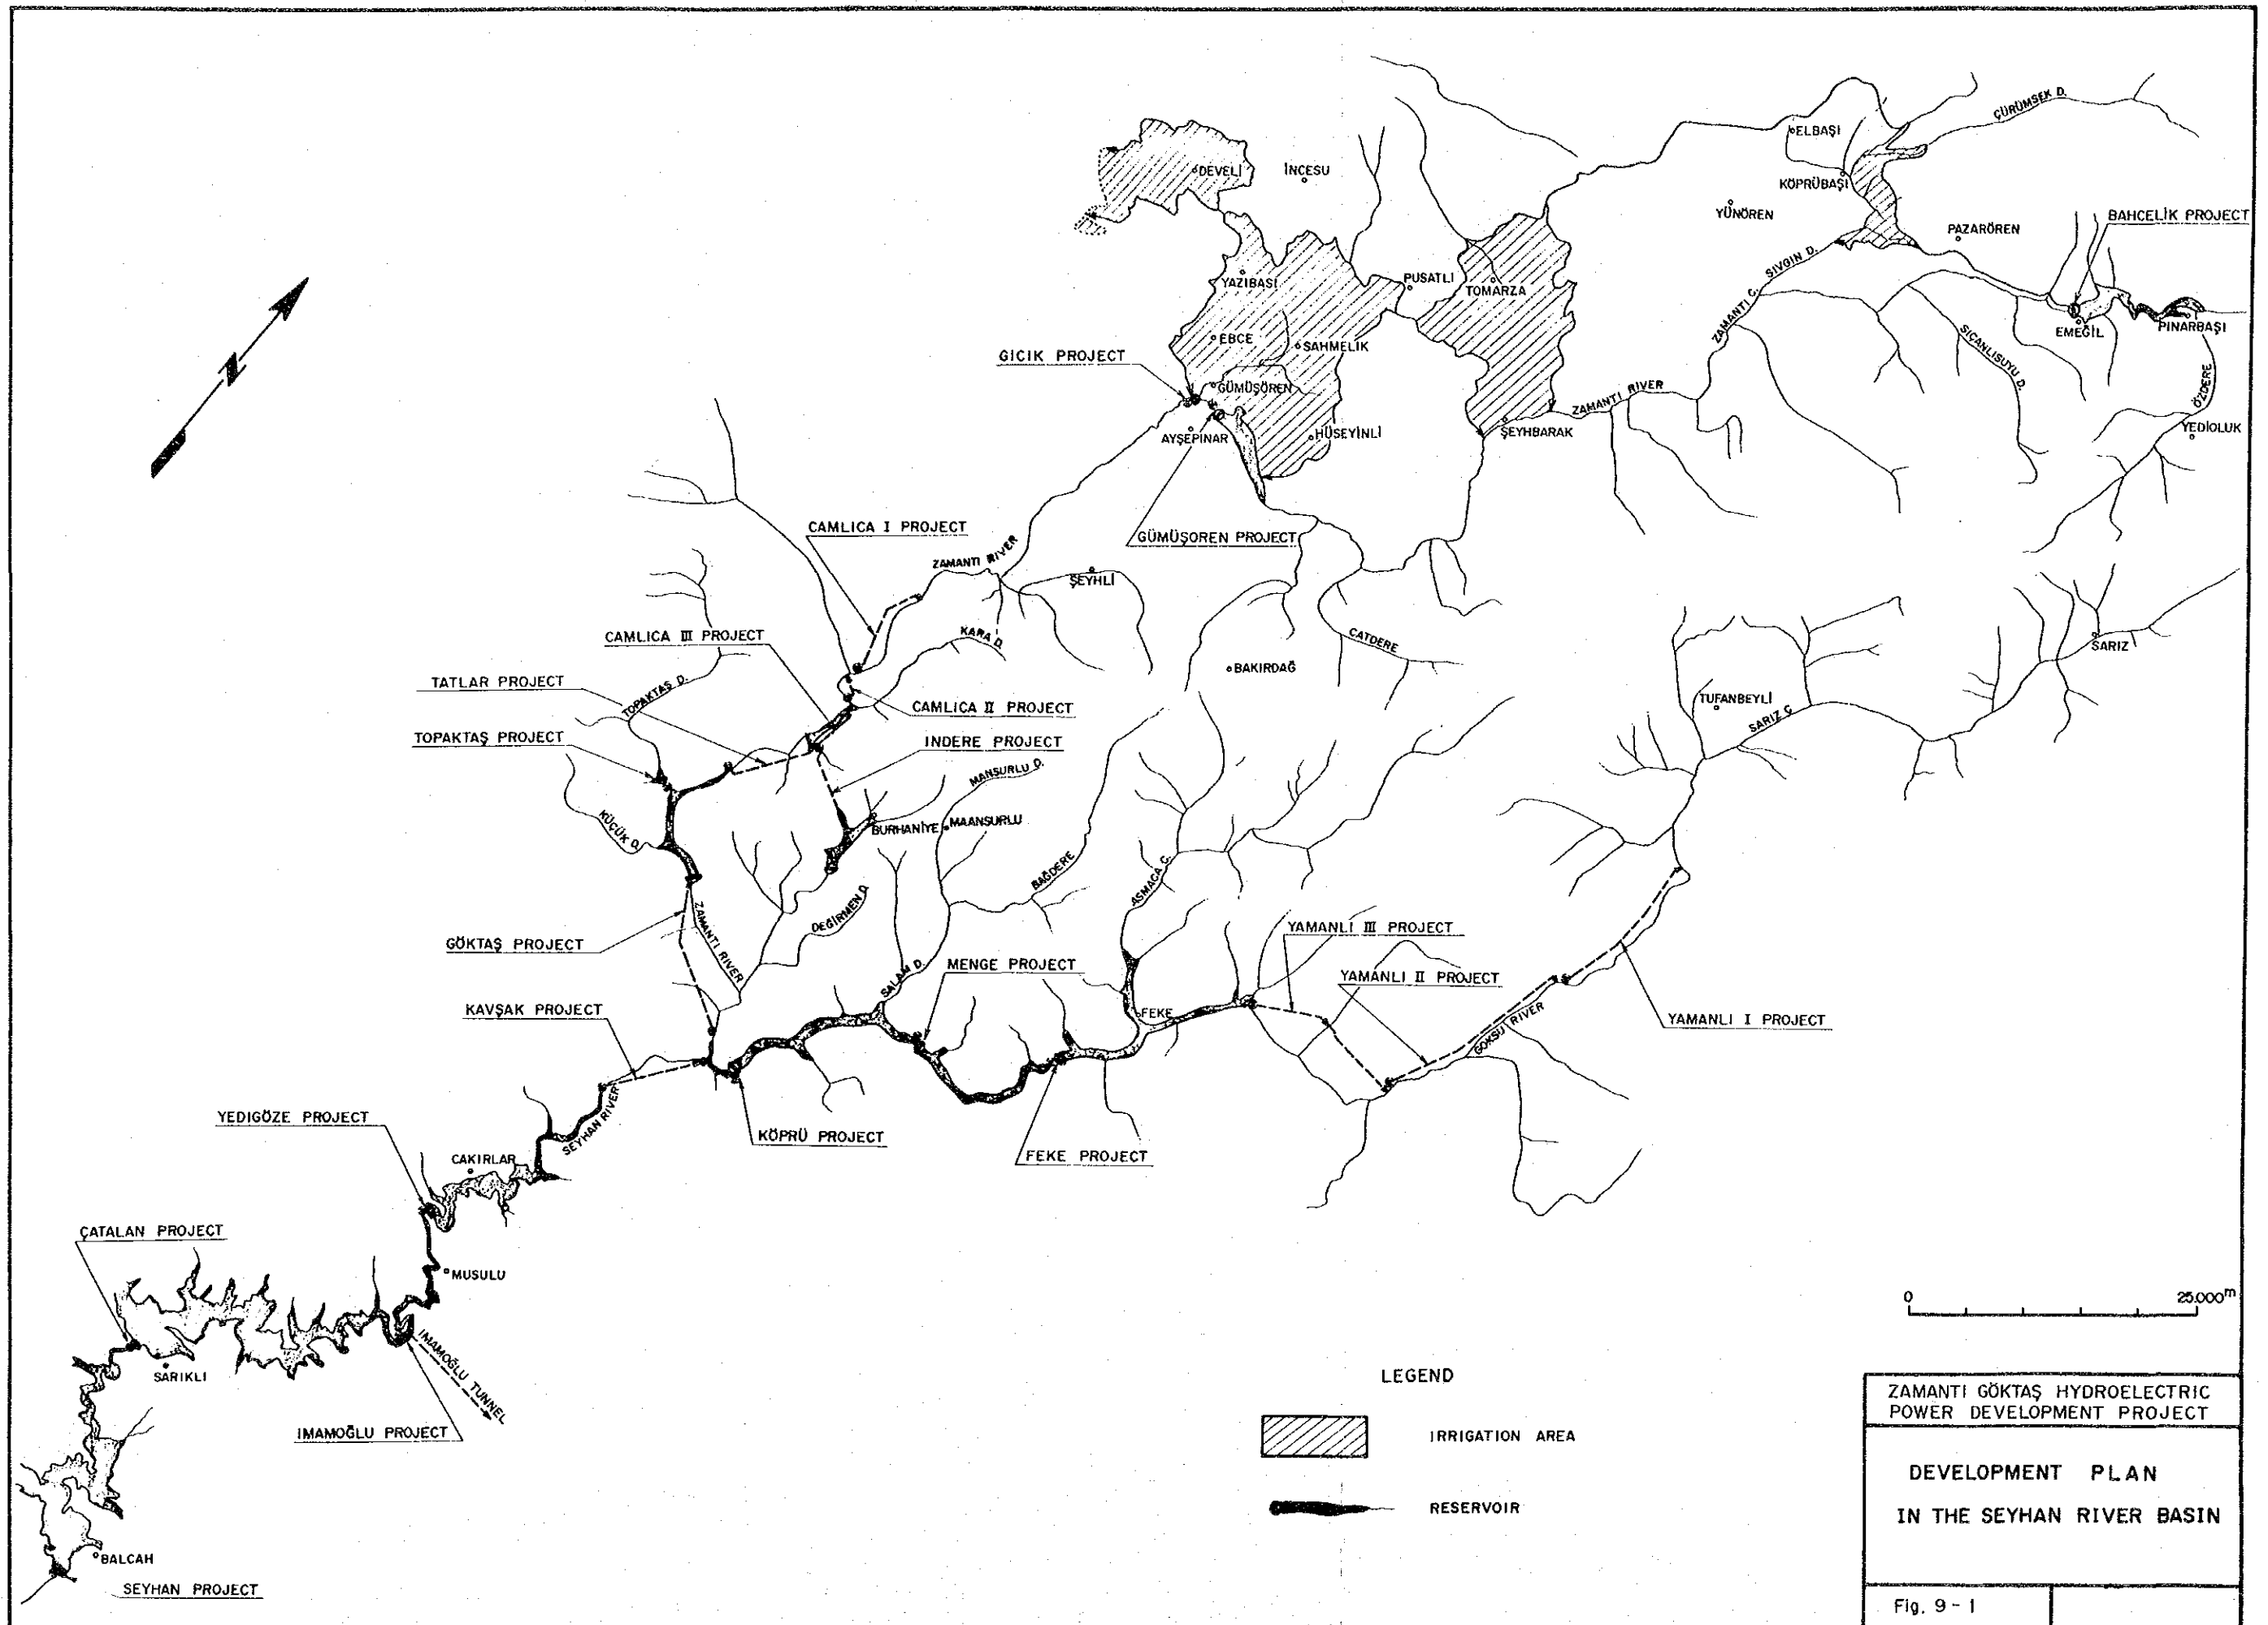 ÇÜRÜMSEK D.
ELBAŞI
DEVELİ
İNCESU
KÖPRÜBAŞI
YÜNÖREN
BAHCELİK PROJECT
PAZARÖREN
SIVGIN D.
YAZIBAŞI
PUSATLI
TOMARZA
ZAMANTI Ç.
EMEĞİL
PINARBAŞI
EBCE
SAHMELİK
SIÇANLISUYU D.
GICIK PROJECT
GÜMÜŞÖREN
ÖZDERE
ZAMANTI RIVER
AYŞEPINAR
HÜSEYİNLİ
ŞEYHBARAK
YEDİOLUK
CAMLICA I PROJECT
GÜMÜŞOREN PROJECT
ZAMANTI RIVER
ŞEYHLİ
CAMLICA III PROJECT
KARA D.
CATDERE
SARIZ
BAKIRDAĞ
TATLAR PROJECT
TOPAKTAŞ D.
CAMLICA II PROJECT
TUFANBEYLİ
SARIZ Ç.
TOPAKTAŞ PROJECT
INDERE PROJECT
MANSURLU D.
KÜÇÜK D.
BURHANİYE
MAANSURLU
BAĞDERE
ASMACA Ç.
DEĞİRMEN D.
GÖKTAŞ PROJECT
ZAMANTI RIVER
YAMANLI III PROJECT
SALAM D.
MENGE PROJECT
YAMANLI II PROJECT
KAVŞAK PROJECT
FEKE
GÖKSU RIVER
YAMANLI I PROJECT
YEDIGÖZE PROJECT
SEYHAN RIVER
KÖPRÜ PROJECT
FEKE PROJECT
CAKIRLAR
ÇATALAN PROJECT
MUSULU
0 25.000m
SARIKLI
IMAMOĞLU TUNNEL
IMAMOĞLU PROJECT
BALCAH
SEYHAN PROJECT
LEGEND
IRRIGATION AREA
RESERVOIR
ZAMANTI GÖKTAŞ HYDROELECTRIC
POWER DEVELOPMENT PROJECT
DEVELOPMENT PLAN
IN THE SEYHAN RIVER BASIN
Fig. 9 - 1
N